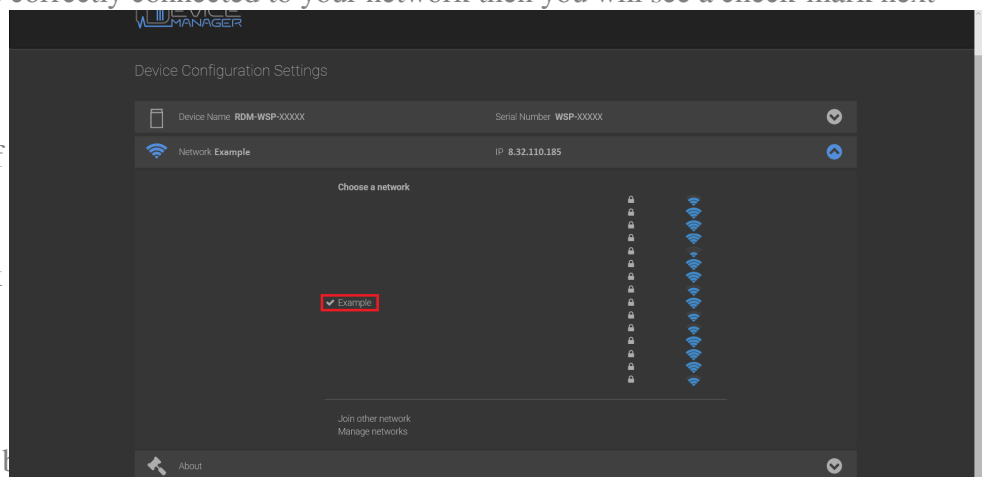 correctly connected to your network then you will see a check mark next
DEVICE
MANAGER
Device Configuration Settings
Device Name RDM-WSP-XXXXX Serial Number WSP-XXXXX
Network Example IP 8.32.110.185
Choose a network
Example
Join other network
Manage networks
About